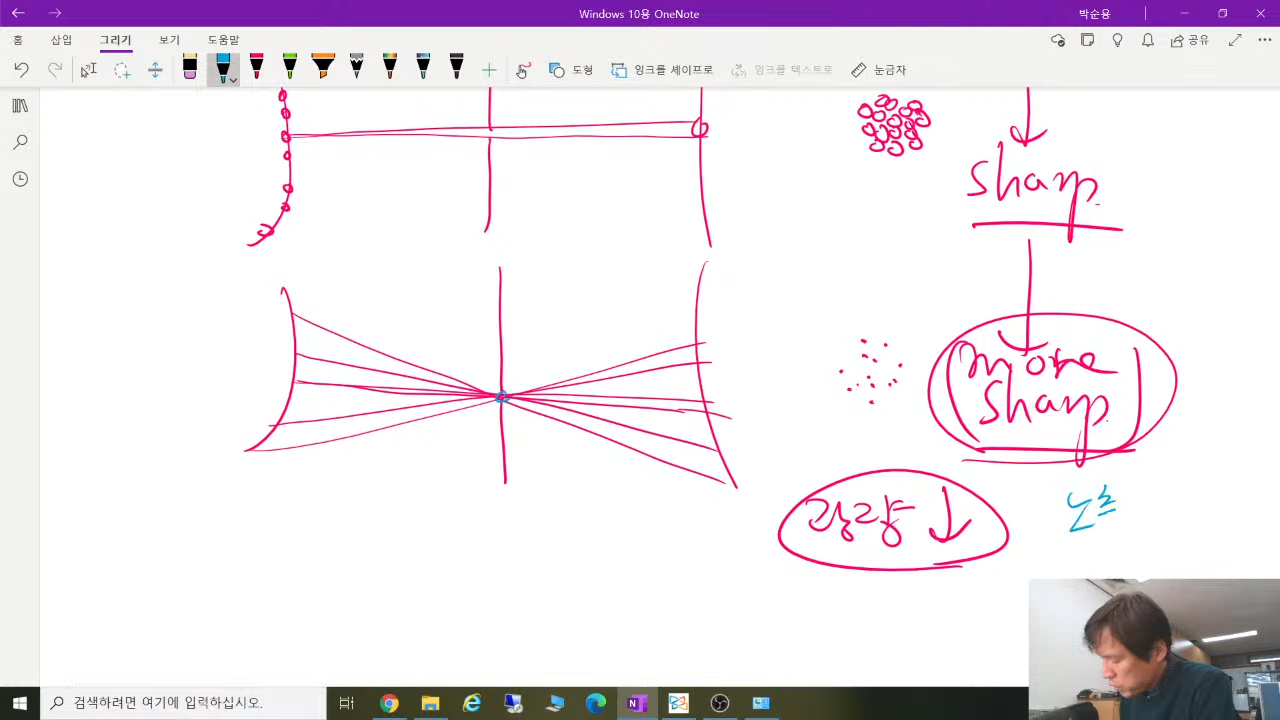 Windows 10용 OneNote
박순용
홈 삽입 그리기 보기 도움말
공유
도형
잉크를 셰이프로
잉크를 텍스트로
눈금자
sharp.
more
sharp.
광량 ↓
노츠
검색하려면 여기에 입력하십시오.